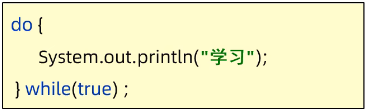 do {
System.out.println("学习");
} while(true) ;